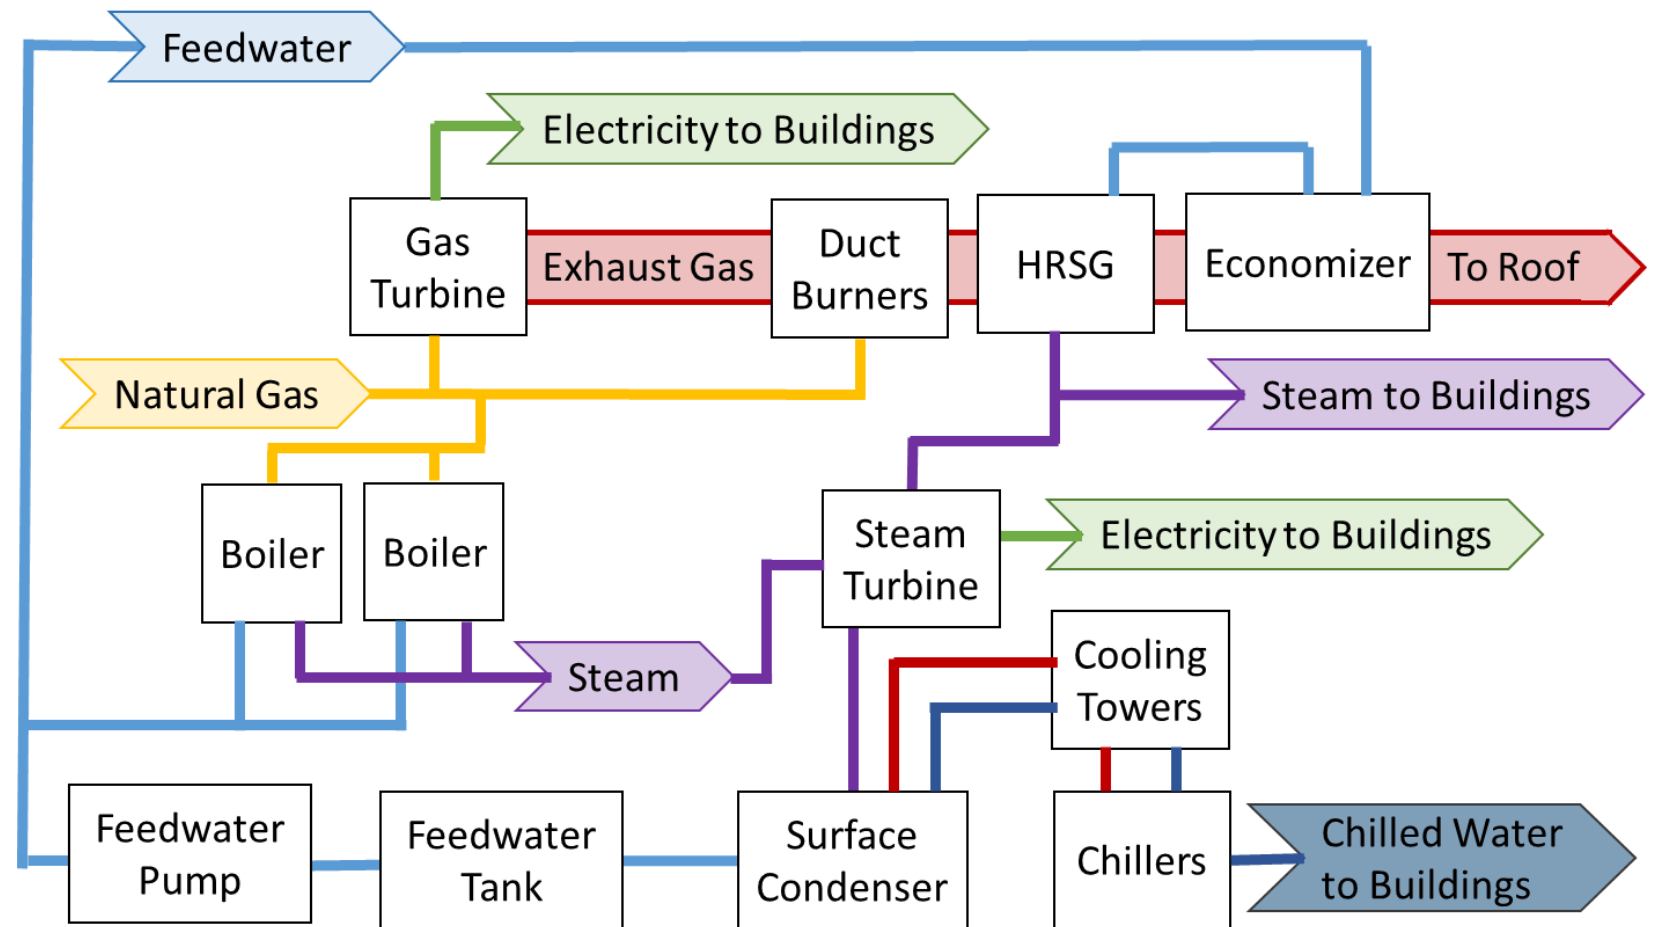 Feedwater
Electricity to Buildings
Gas
Turbine
Exhaust Gas
Duct
Burners
HRSG
Economizer
To Roof
Natural Gas
Steam to Buildings
Boiler
Boiler
Steam
Turbine
Electricity to Buildings
Steam
Cooling
Towers
Feedwater
Pump
Feedwater
Tank
Surface
Condenser
Chillers
Chilled Water
to Buildings